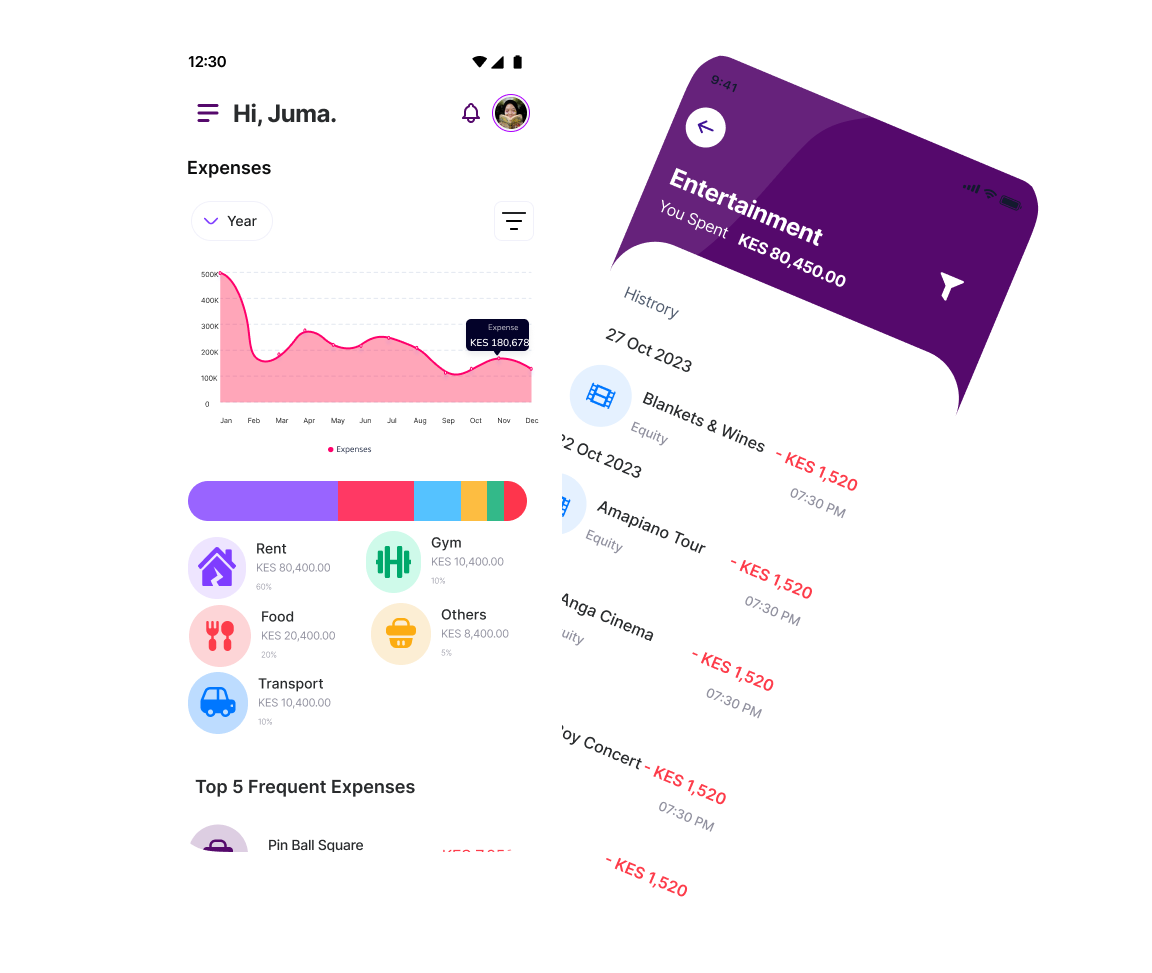 12:30
Hi, Juma.
Expenses
Year
500K
400K
300K
200K
100K
0
Expense
KES 180,678
Jan Feb Mar Apr May Jun Jul Aug Sep Oct Nov Dec
Expenses
Rent
KES 80,400.00
60%
Gym
KES 10,400.00
10%
Food
KES 20,400.00
20%
Others
KES 8,400.00
5%
Transport
KES 10,400.00
10%
Top 5 Frequent Expenses
Pin Ball Square
9:41
Entertainment
You Spent KES 80,450.00
Histrory
27 Oct 2023
Blankets & Wines - KES 1,520
Equity 07:30 PM
22 Oct 2023
Amapiano Tour - KES 1,520
Equity 07:30 PM
Anga Cinema - KES 1,520
uity 07:30 PM
oy Concert - KES 1,520
07:30 PM
- KES 1,520